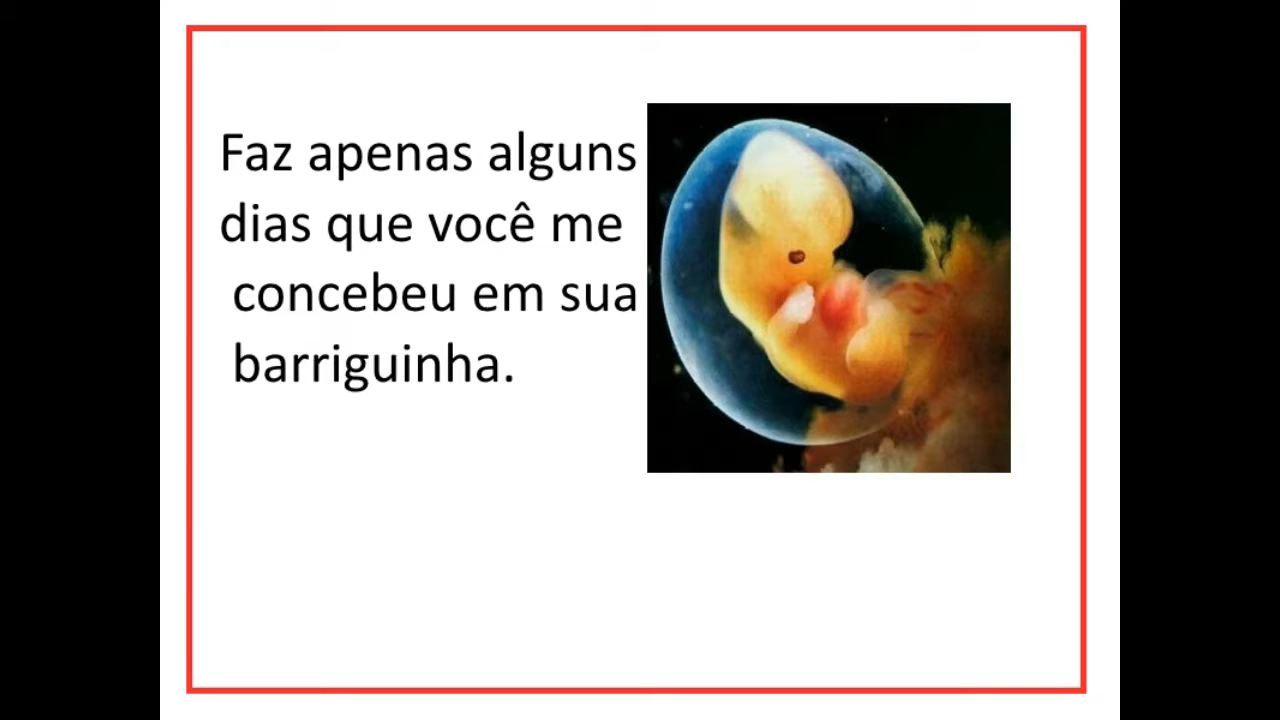 Faz apenas alguns
dias que você me
concebeu em sua
barriguinha.